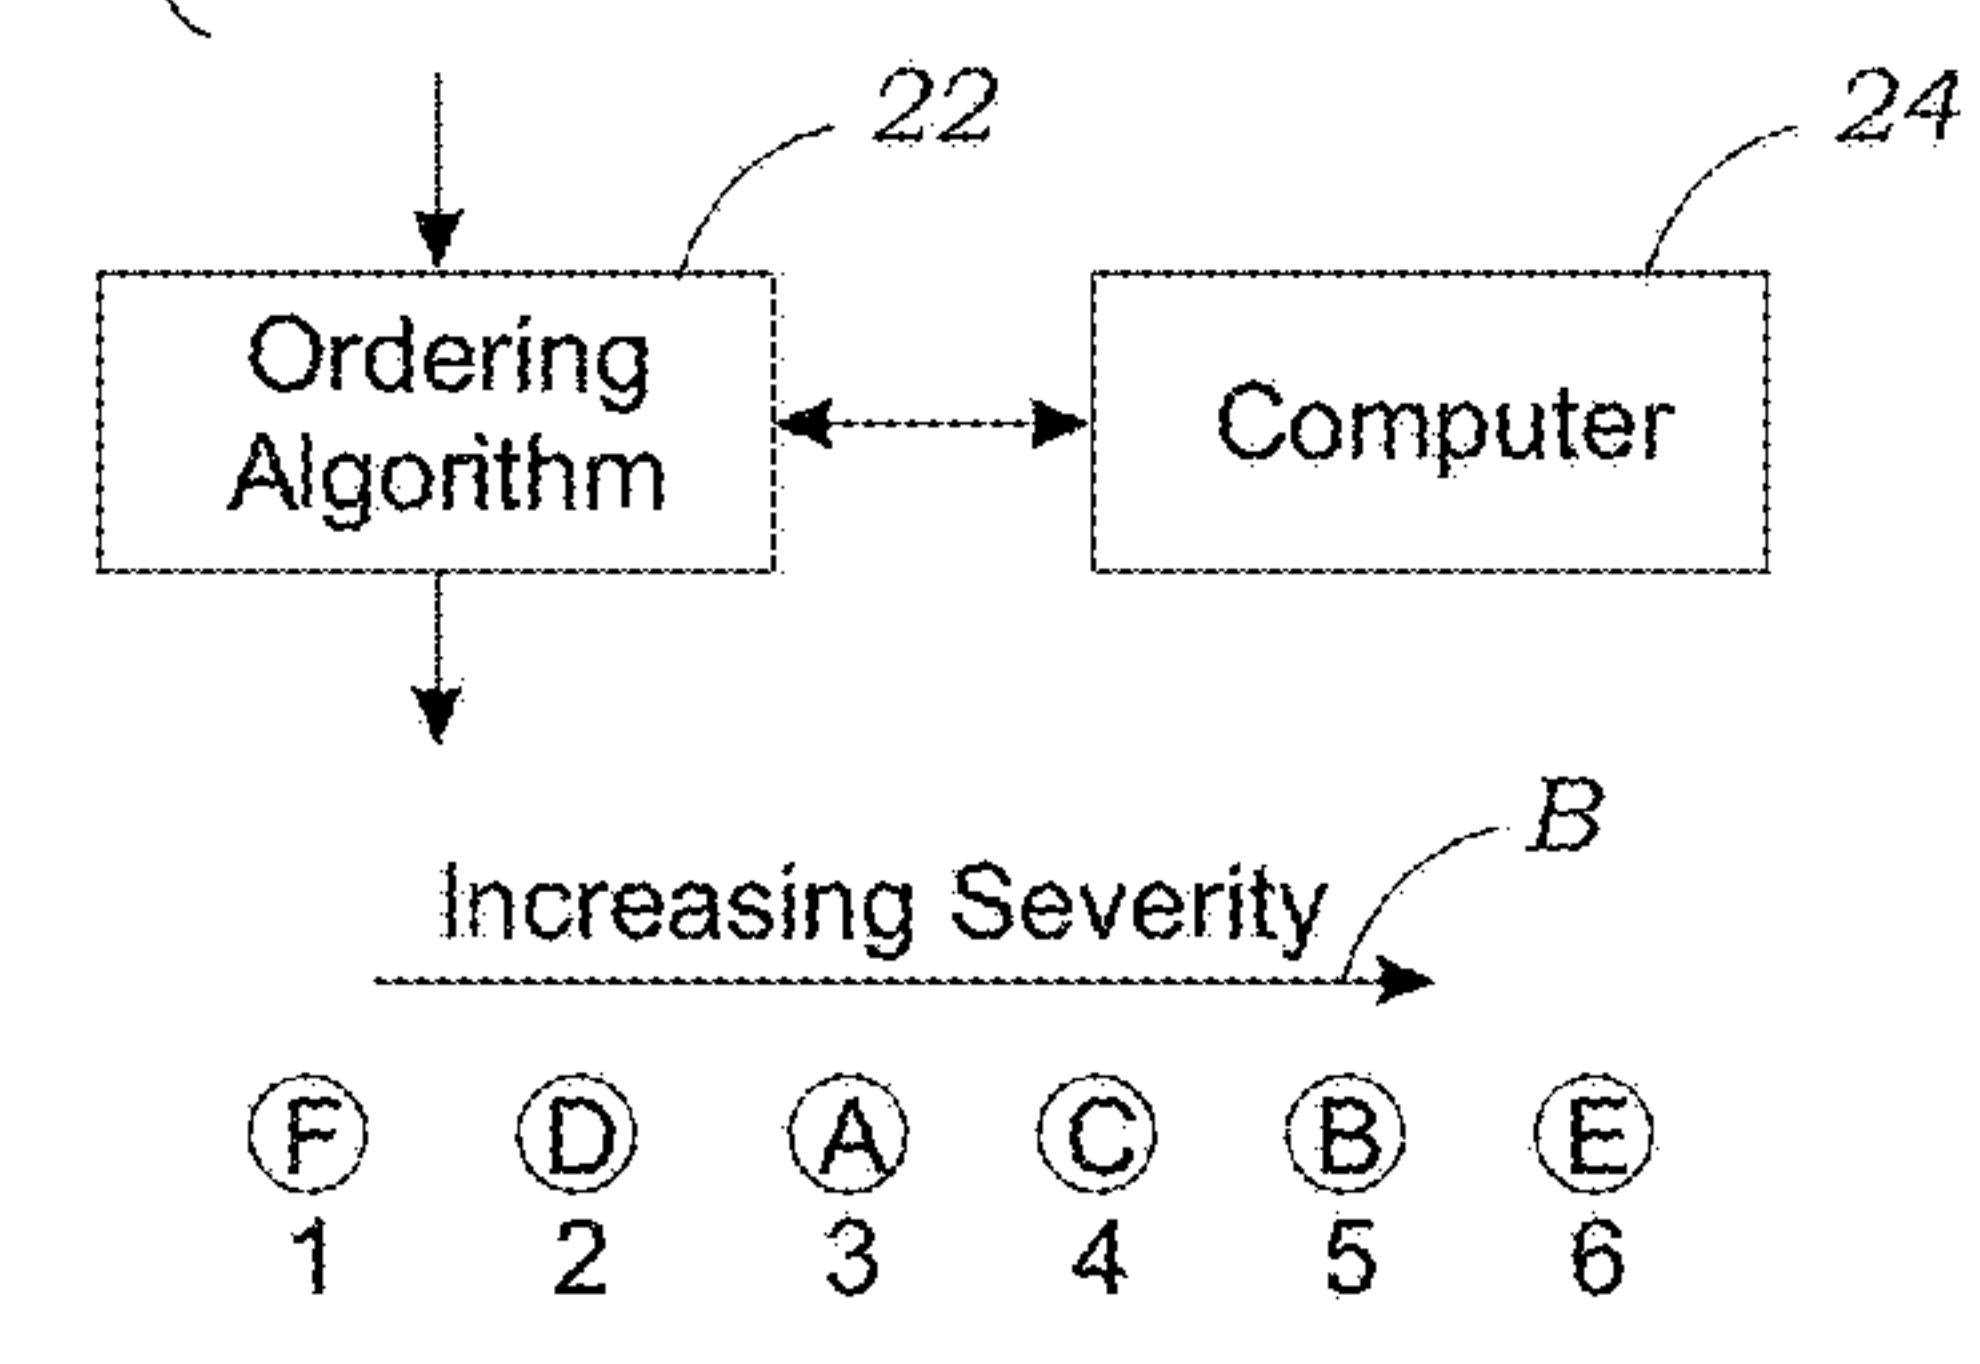 22
24
Ordering
Algorithm
Computer
B
Increasing Severity
F D A C B E
1 2 3 4 5 6